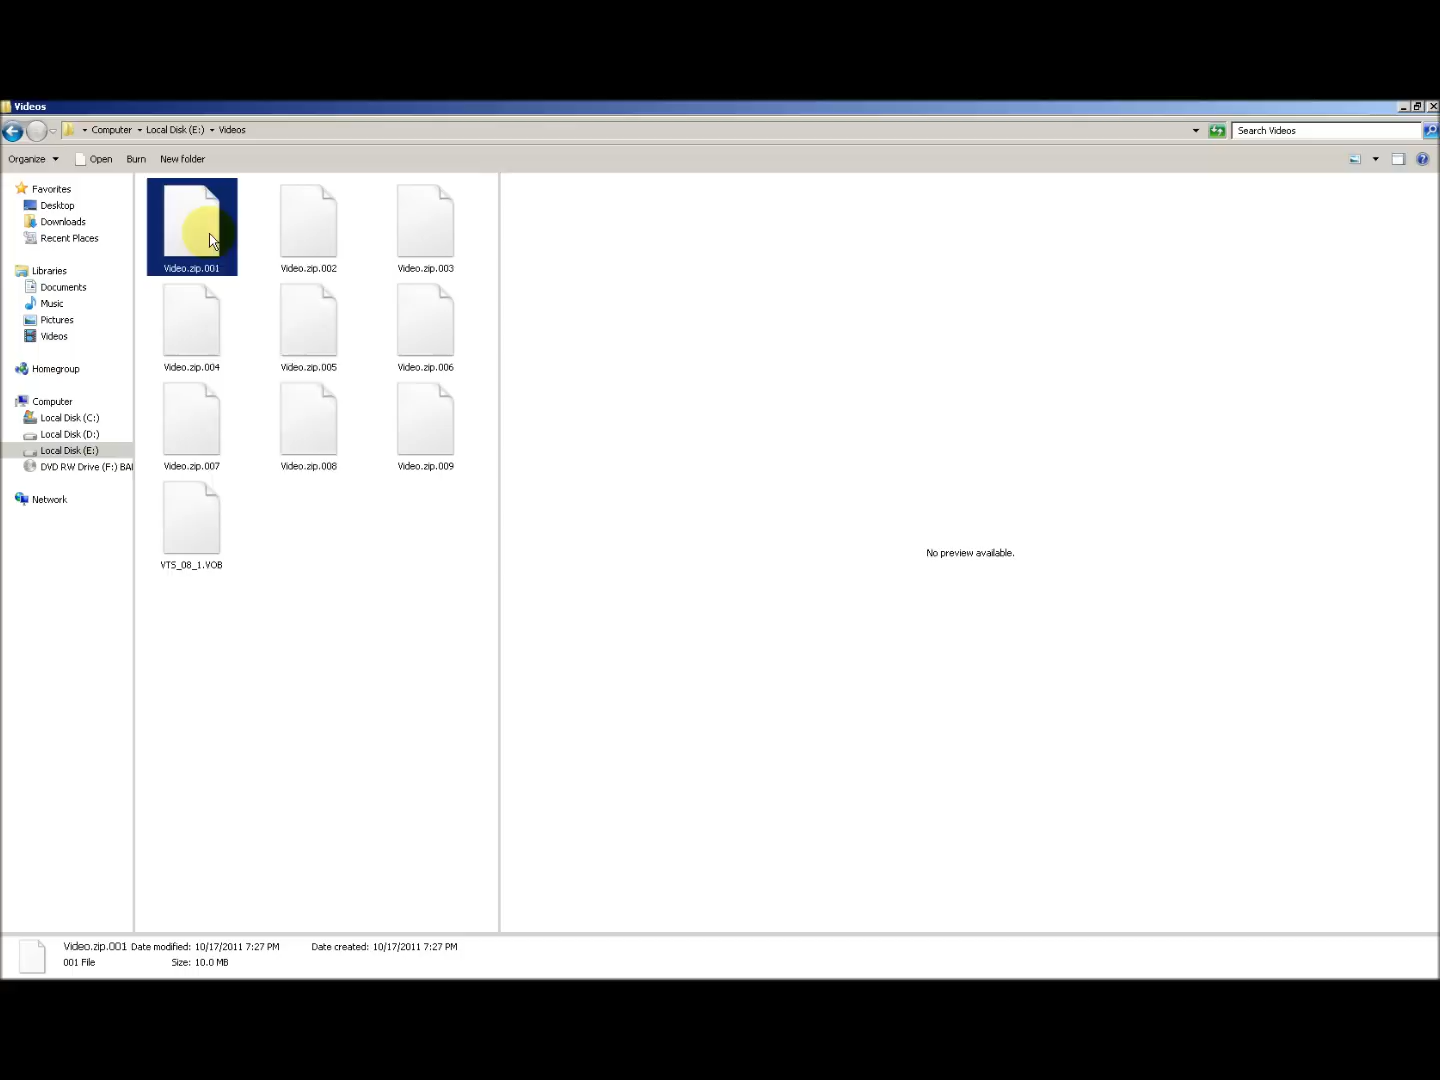 Videos
Computer Local Disk (E:) Videos
Search Videos
Organize Open Burn New folder
Favorites
Desktop
Downloads
Recent Places
Libraries
Documents
Music
Pictures
Videos
Homegroup
Computer
Local Disk (C:)
Local Disk (D:)
Local Disk (E:)
DVD RW Drive (F:) BA
Network
Video.zip.001 Video.zip.002 Video.zip.003
Video.zip.004 Video.zip.005 Video.zip.006
Video.zip.007 Video.zip.008 Video.zip.009
VTS_08_1.VOB
No preview available.
Video.zip.001 Date modified: 10/17/2011 7:27 PM Date created: 10/17/2011 7:27 PM
001 File Size: 10.0 MB